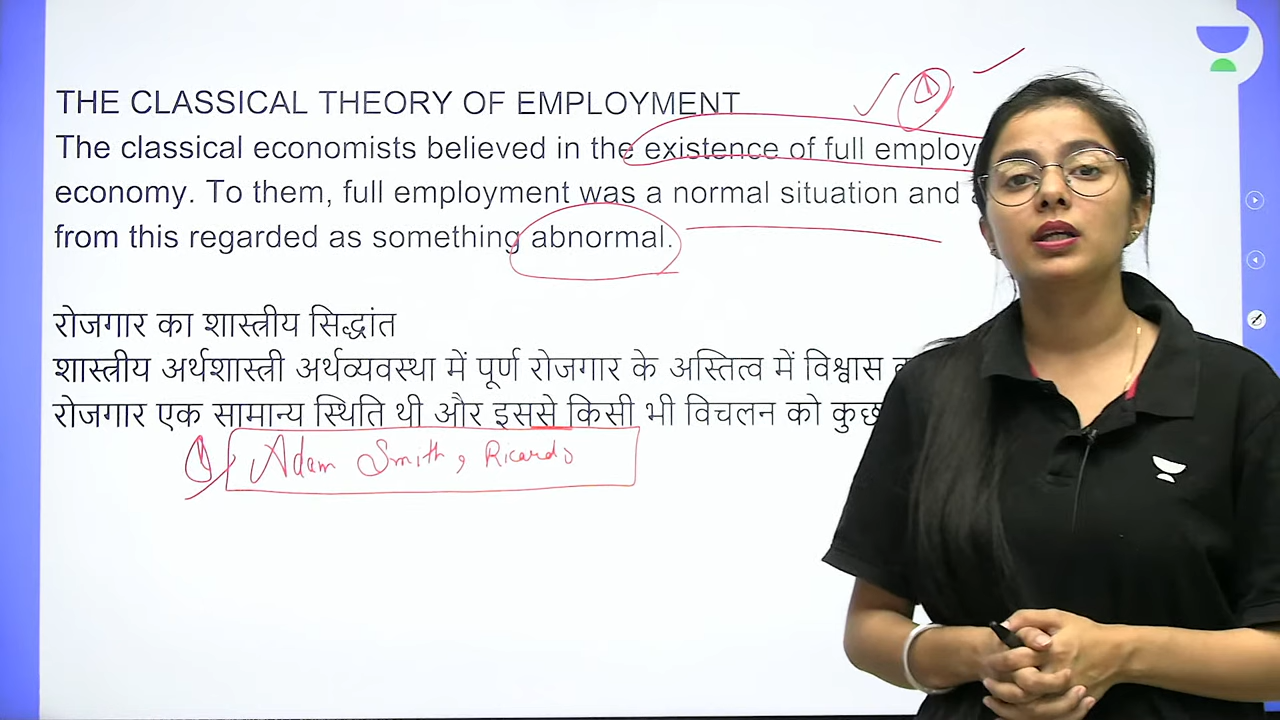 THE CLASSICAL THEORY OF EMPLOYMENT
The classical economists believed in the existence of full employ
economy. To them, full employment was a normal situation and
from this regarded as something abnormal.
रोजगार का शास्त्रीय सिद्धांत
शास्त्रीय अर्थशास्त्री अर्थव्यवस्था में पूर्ण रोजगार के अस्तित्व में विश्वास
रोजगार एक सामान्य स्थिति थी और इससे किसी भी विचलन को कुछ
Adam Smith, Ricardo